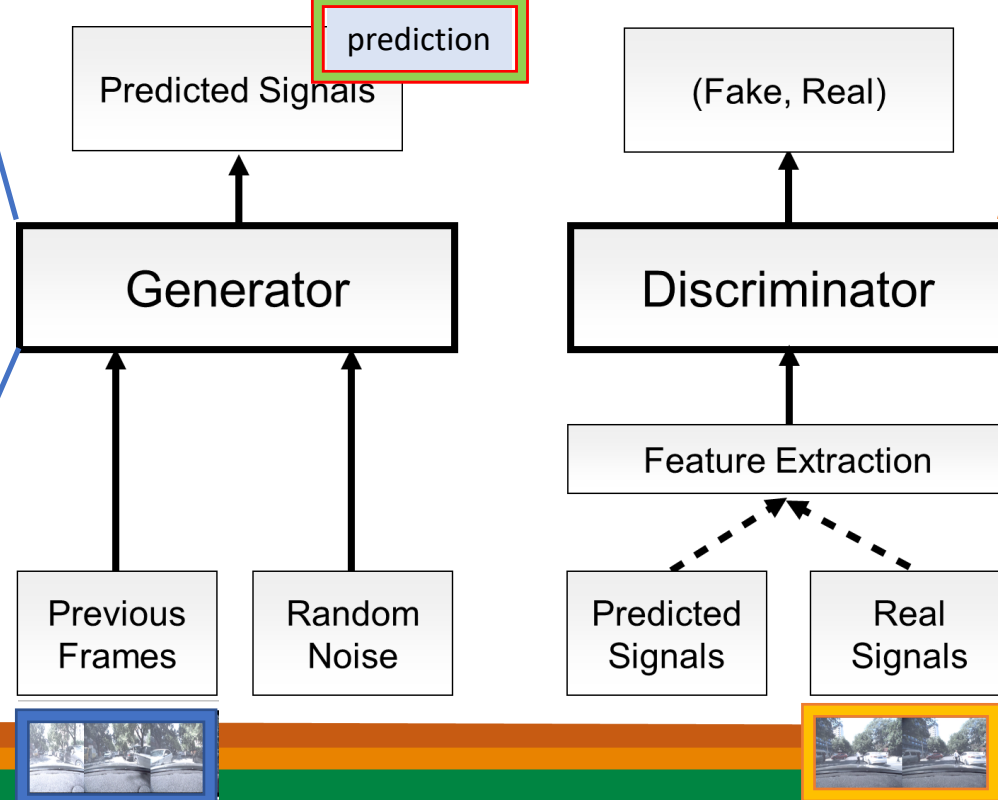 prediction
Predicted Signals
(Fake, Real)
Generator
Discriminator
Feature Extraction
Previous
Frames
Random
Noise
Predicted
Signals
Real
Signals